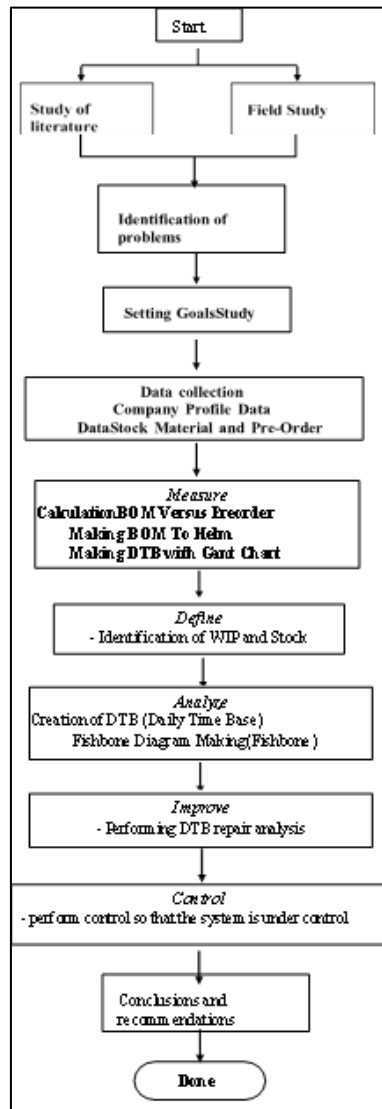 Start
Study of
literature
Field Study
Identification of
problems
Setting GoalsStudy
Data collection
Company Profile Data
DataStock Material and Pre-Order
Measure
Calculation BOM Versus Preorder
Making BOM To Helm
Making DTB with Gant Chart
Define
- Identification of WIP and Stock
Analyze
Creation of DTB (Daily Time Base)
Fishbone Diagram Making(Fishbone)
Improve
- Performing DTB repair analysis
Control
- perform control so that the system is under control
Conclusions and
recommendations
Done